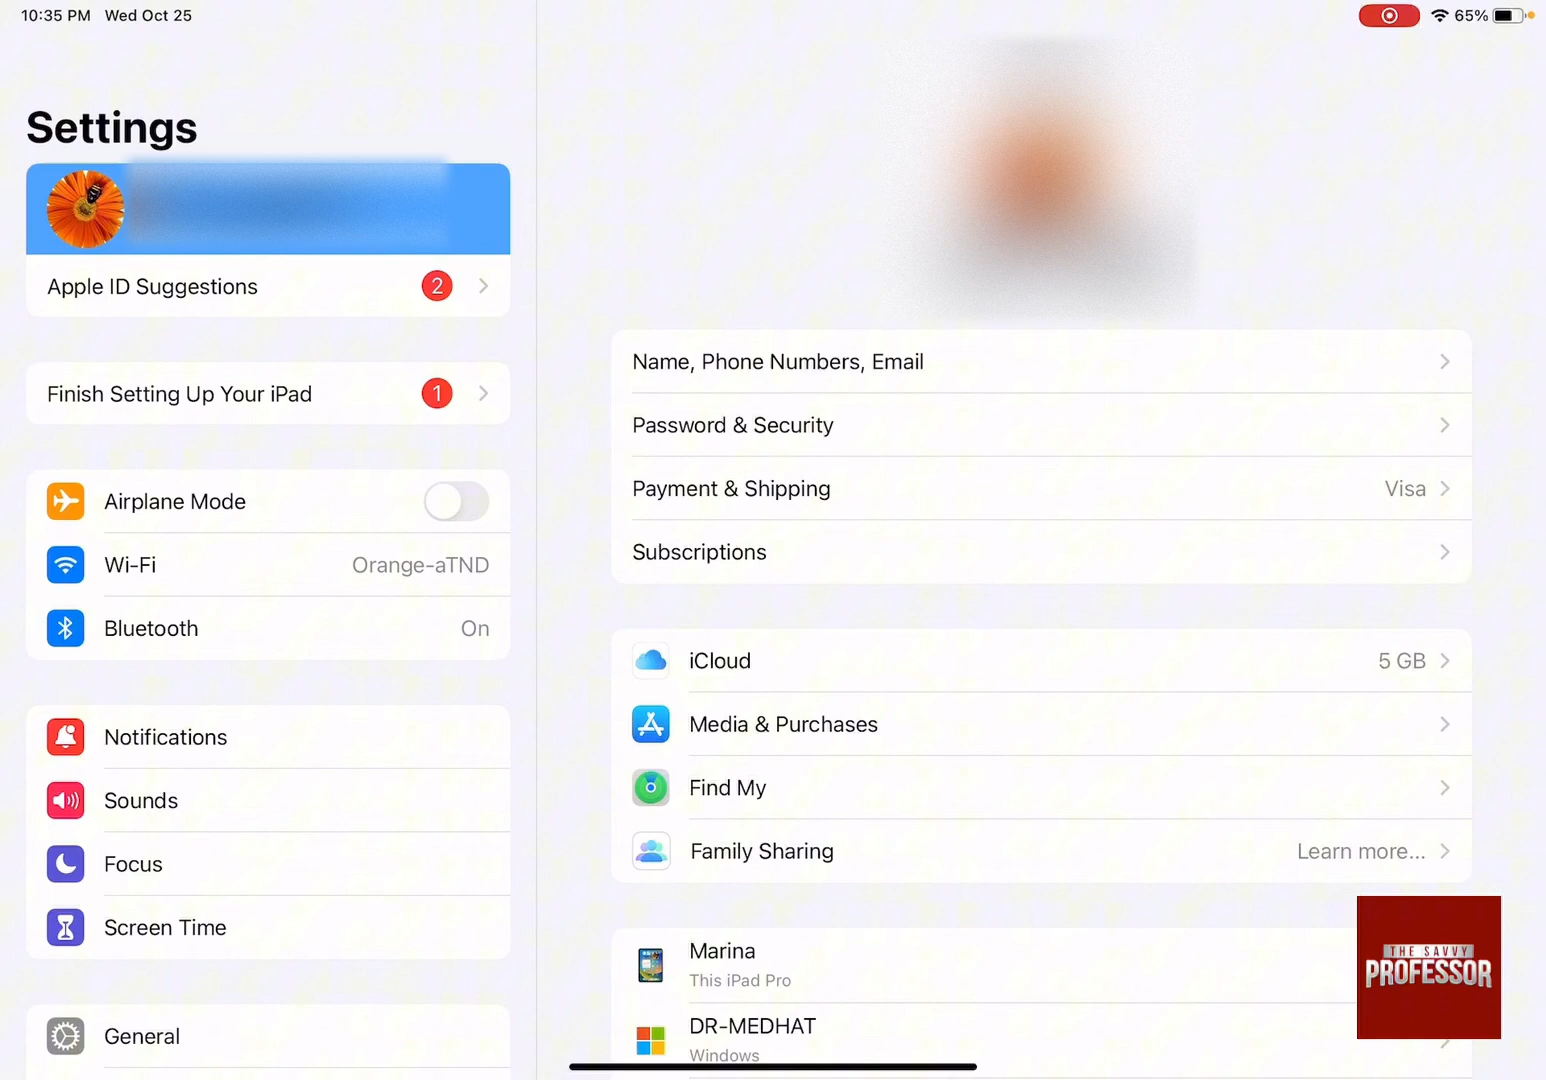 10:35 PM Wed Oct 25
65%
Settings
Apple ID Suggestions 2
Finish Setting Up Your iPad 1
Airplane Mode
Wi-Fi Orange-aTND
Bluetooth On
Notifications
Sounds
Focus
Screen Time
General
Name, Phone Numbers, Email
Password & Security
Payment & Shipping Visa
Subscriptions
iCloud 5 GB
Media & Purchases
Find My
Family Sharing Learn more...
Marina
This iPad Pro
DR-MEDHAT
Windows
THE SAVVY
PROFESSOR